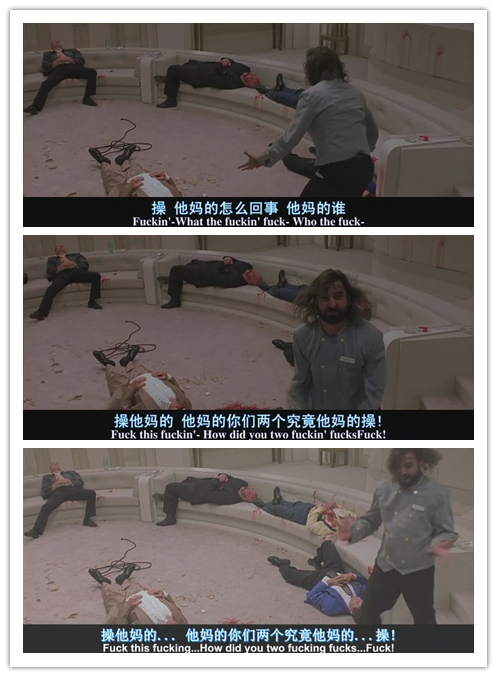 操 他妈的怎么回事 他妈的谁
Fuckin'-What the fuckin' fuck- Who the fuck-
操他妈的 他妈的你们两个究竟他妈的操!
Fuck this fuckin'- How did you two fuckin' fucksFuck!
操他妈的... 他妈的你们两个究竟他妈的...操!
Fuck this fucking...How did you two fucking fucks...Fuck!